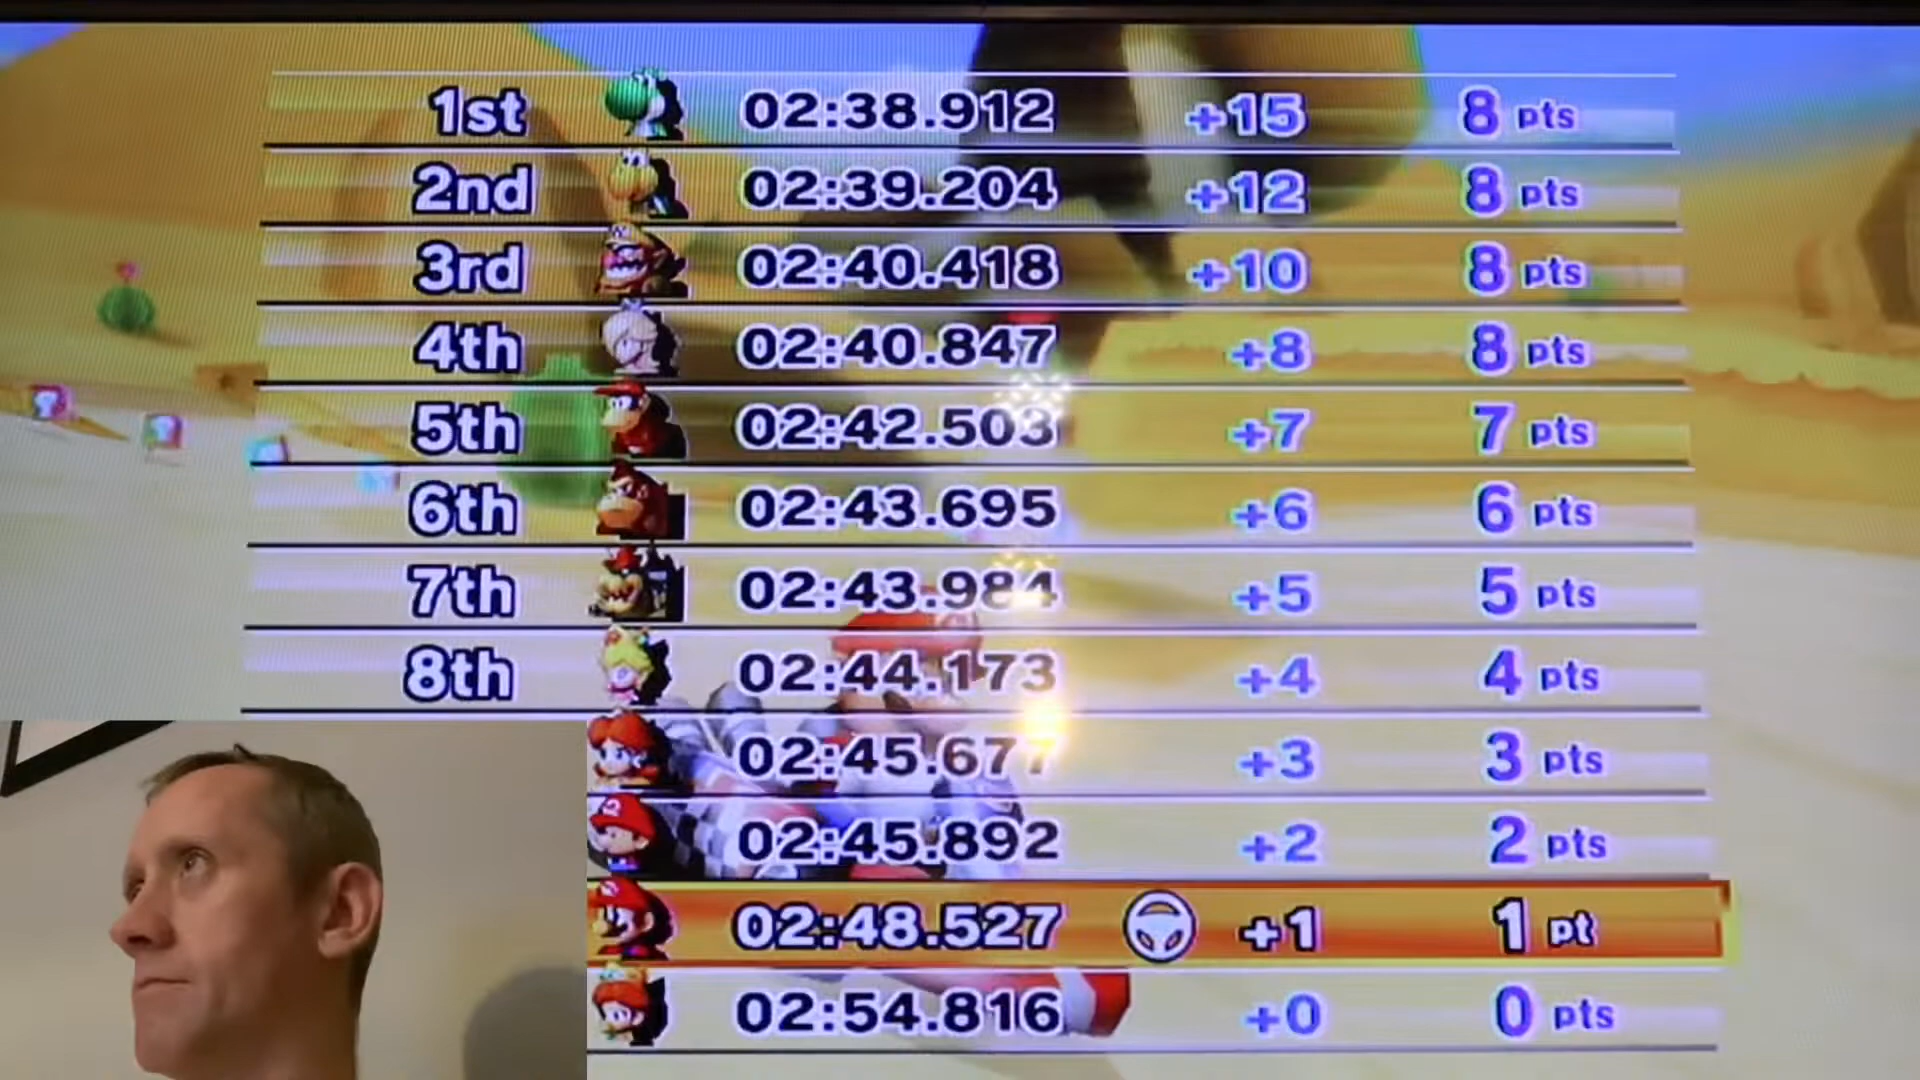 1st 02:38.912 +15 8 pts
2nd 02:39.204 +12 8 pts
3rd 02:40.418 +10 8 pts
4th 02:40.847 +8 8 pts
5th 02:42.503 +7 7 pts
6th 02:43.695 +6 6 pts
7th 02:43.984 +5 5 pts
8th 02:44.173 +4 4 pts
02:45.677 +3 3 pts
02:45.892 +2 2 pts
02:48.527 +1 1 pt
02:54.816 +0 0 pts